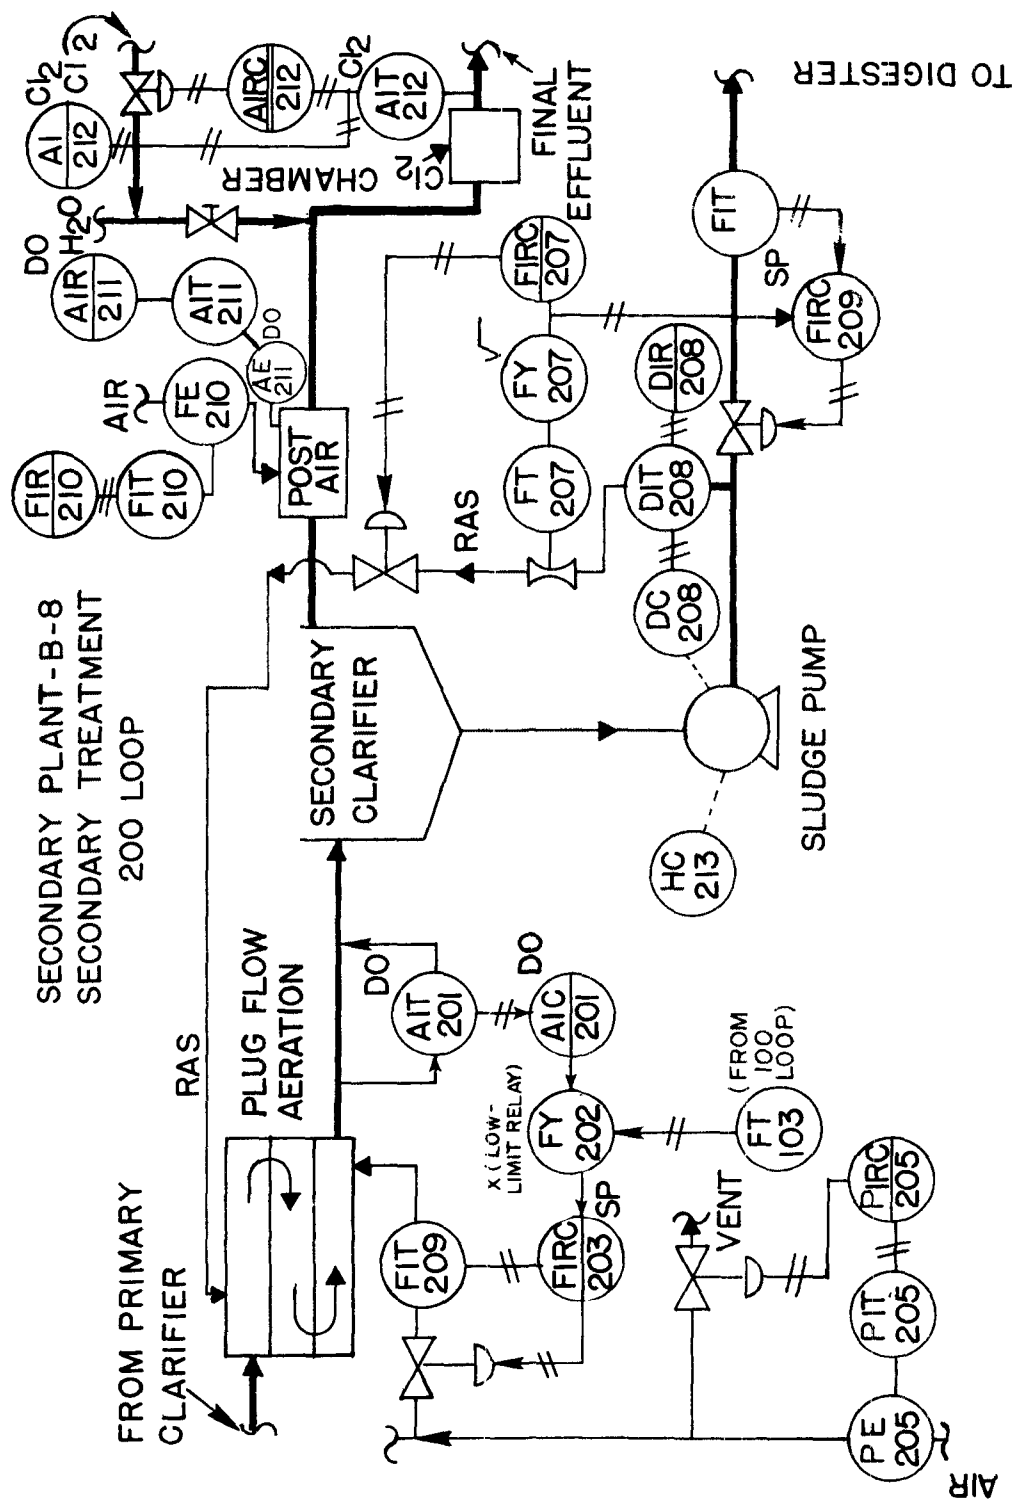 SECONDARY PLANT-B-8
SECONDARY TREATMENT
200 LOOP
FROM PRIMARY
CLARIFIER
RAS
PLUG FLOW
AERATION
DO
AIT
201
DO
AIC
201
X (LOW-
LIMIT RELAY)
FY
202
SP
FIRC
203
FIT
209
FT
103
(FROM
100
LOOP)
VENT
PIRC
205
PIT
205
PE
205
AIR
SECONDARY
CLARIFIER
RAS
FIR
210
FIT
210
AIR
FE
210
POST
AIR
AE
211
DO
AIT
211
DO
AIR
211
H2O
Cl2
AI
212
Cl2
AIRC
212
Cl2
AIT
212
CHAMBER
Cl2
FINAL
EFFLUENT
FT
207
FY
207
√
FIRC
207
DC
208
DIT
208
DIR
208
SP
FIRC
209
FIT
TO DIGESTER
HC
213
SLUDGE PUMP